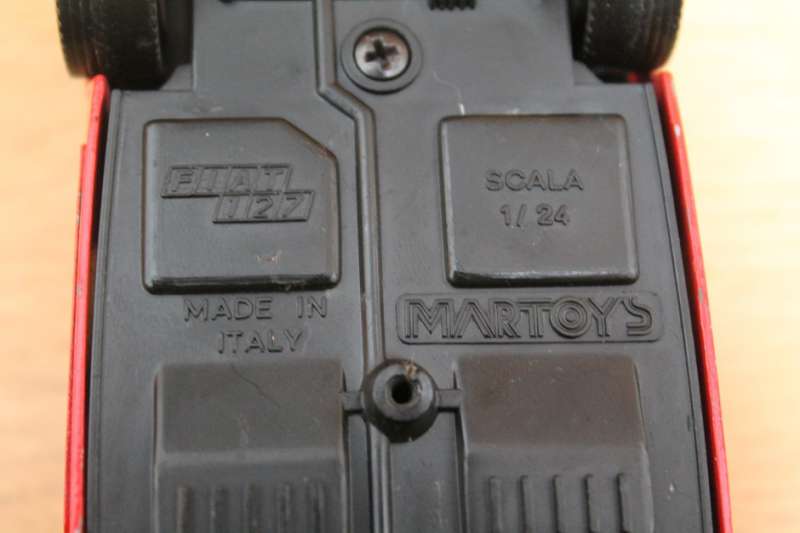 FIAT
127
SCALA
1/24
MADE IN
ITALY
MARTOY'S